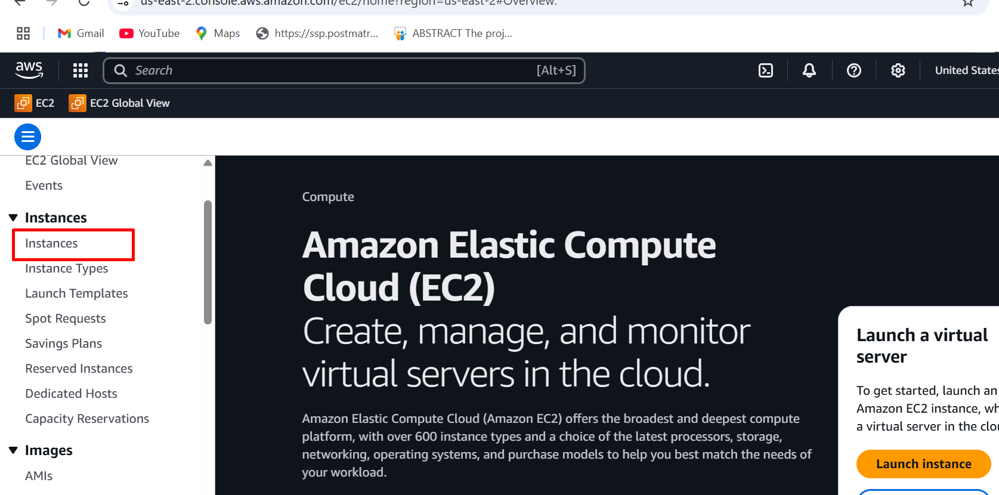 us-east-2.console.aws.amazon.com/ec2/home?region=us-east-2#Overview:
Gmail
YouTube
Maps
https://ssp.postmatr...
ABSTRACT The proj...
aws
Search
[Alt+S]
United States
EC2
EC2 Global View
EC2 Global View
Events
Instances
Instances
Instance Types
Launch Templates
Spot Requests
Savings Plans
Reserved Instances
Dedicated Hosts
Capacity Reservations
Images
AMIs
Compute
Amazon Elastic Compute
Cloud (EC2)
Create, manage, and monitor
virtual servers in the cloud.
Amazon Elastic Compute Cloud (Amazon EC2) offers the broadest and deepest compute
platform, with over 600 instance types and a choice of the latest processors, storage,
networking, operating systems, and purchase models to help you best match the needs of
your workload.
Launch a virtual
server
To get started, launch an
Amazon EC2 instance, wh
a virtual server in the clou
Launch instance